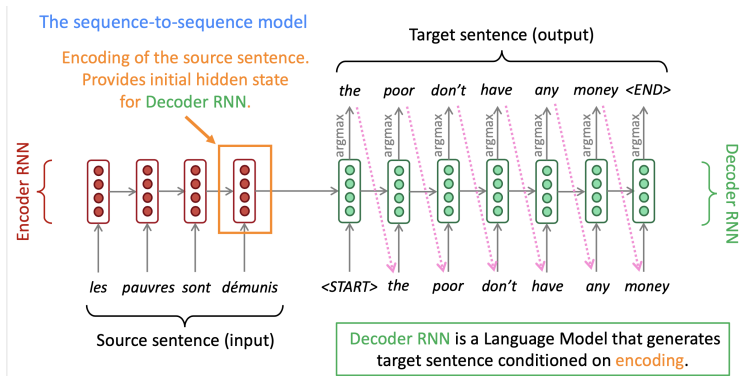 The sequence-to-sequence model
Target sentence (output)
Encoding of the source sentence.
Provides initial hidden state
for Decoder RNN.
the poor don't have any money <END>
argmax argmax argmax argmax argmax argmax argmax
Encoder RNN
Decoder RNN
les pauvres sont démunis
<START> the poor don't have any money
Source sentence (input)
Decoder RNN is a Language Model that generates
target sentence conditioned on encoding.